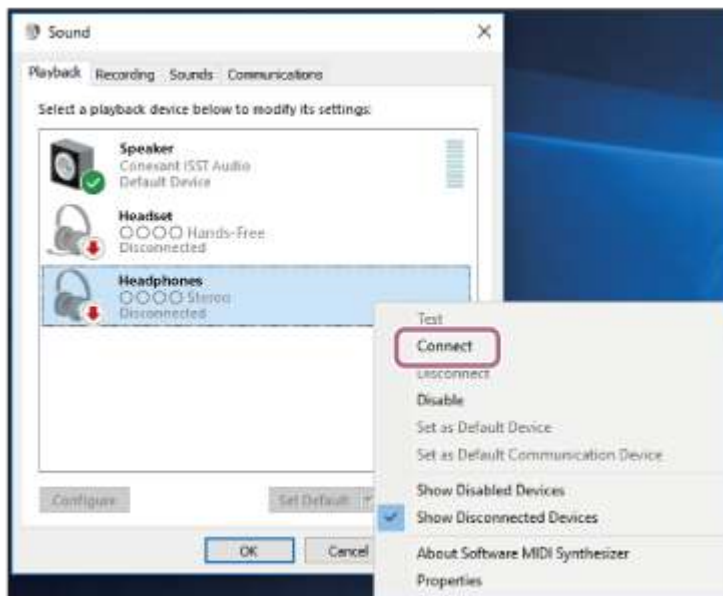 Sound
Playback Recording Sounds Communications
Select a playback device below to modify its settings:
Speaker
Conexant ISST Audio
Default Device
Headset
○○○○ Hands-Free
Disconnected
Headphones
○○○○ Stereo
Disconnected
Test
Connect
Disconnect
Disable
Set as Default Device
Set as Default Communication Device
Show Disabled Devices
Show Disconnected Devices
About Software MIDI Synthesizer
Properties
Configure Set Default
OK Cancel